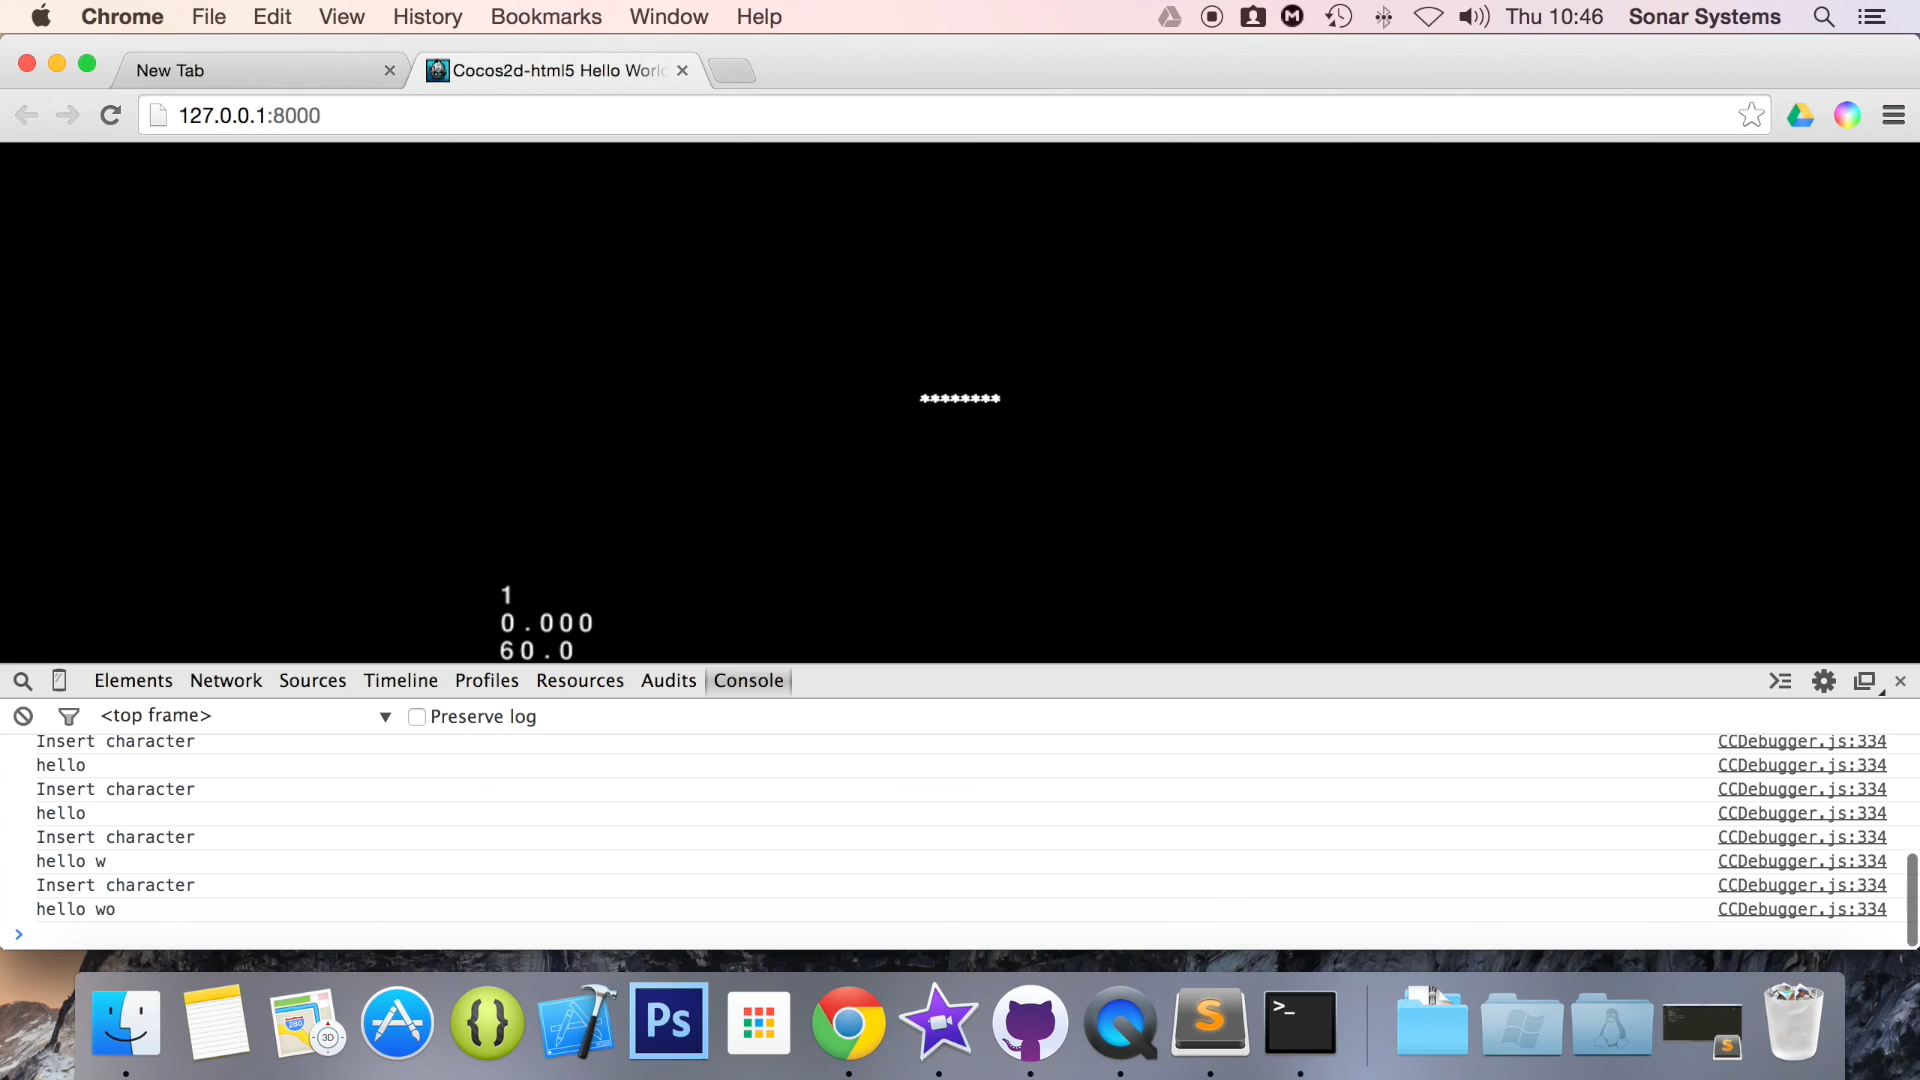 Chrome File Edit View History Bookmarks Window Help Thu 10:46 Sonar Systems
New Tab Cocos2d-html5 Hello Worl
127.0.0.1:8000
********
1
0.000
60.0
Elements Network Sources Timeline Profiles Resources Audits Console
<top frame> Preserve log
Insert character CCDebugger.js:334
hello CCDebugger.js:334
Insert character CCDebugger.js:334
hello CCDebugger.js:334
Insert character CCDebugger.js:334
hello w CCDebugger.js:334
Insert character CCDebugger.js:334
hello wo CCDebugger.js:334
>
280 3D {} Ps S >_ S